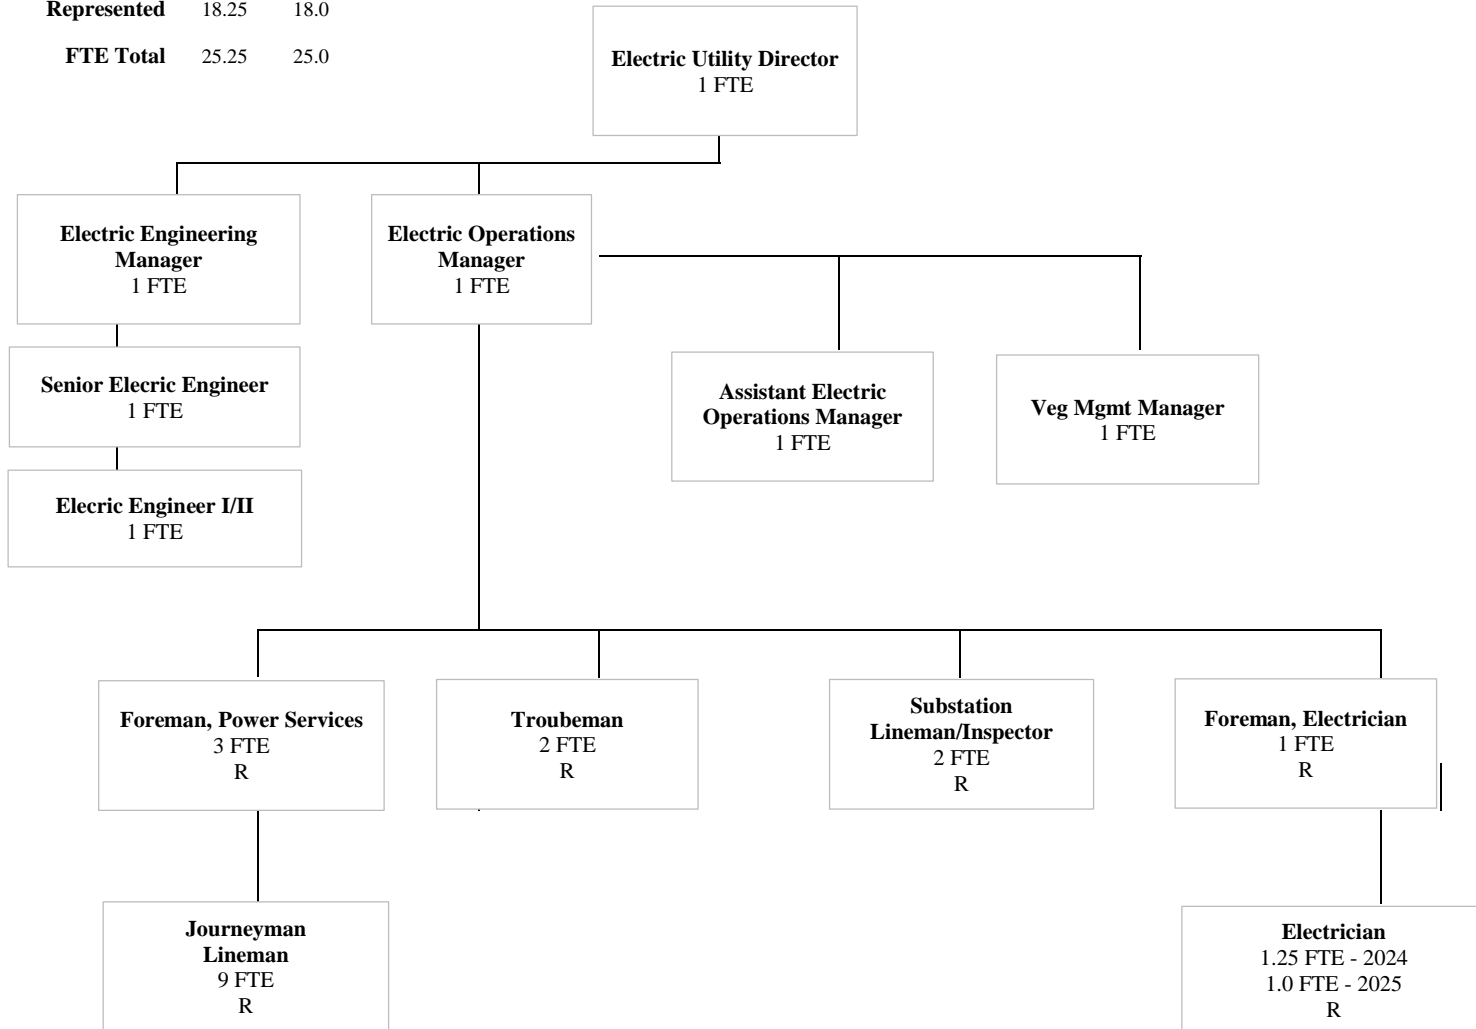 Represented 18.25 18.0
FTE Total 25.25 25.0
Electric Utility Director
1 FTE
Electric Engineering
Manager
1 FTE
Electric Operations
Manager
1 FTE
Senior Elecric Engineer
1 FTE
Assistant Electric
Operations Manager
1 FTE
Veg Mgmt Manager
1 FTE
Elecric Engineer I/II
1 FTE
Foreman, Power Services
3 FTE
R
Troubeman
2 FTE
R
Substation
Lineman/Inspector
2 FTE
R
Foreman, Electrician
1 FTE
R
Journeyman
Lineman
9 FTE
R
Electrician
1.25 FTE - 2024
1.0 FTE - 2025
R